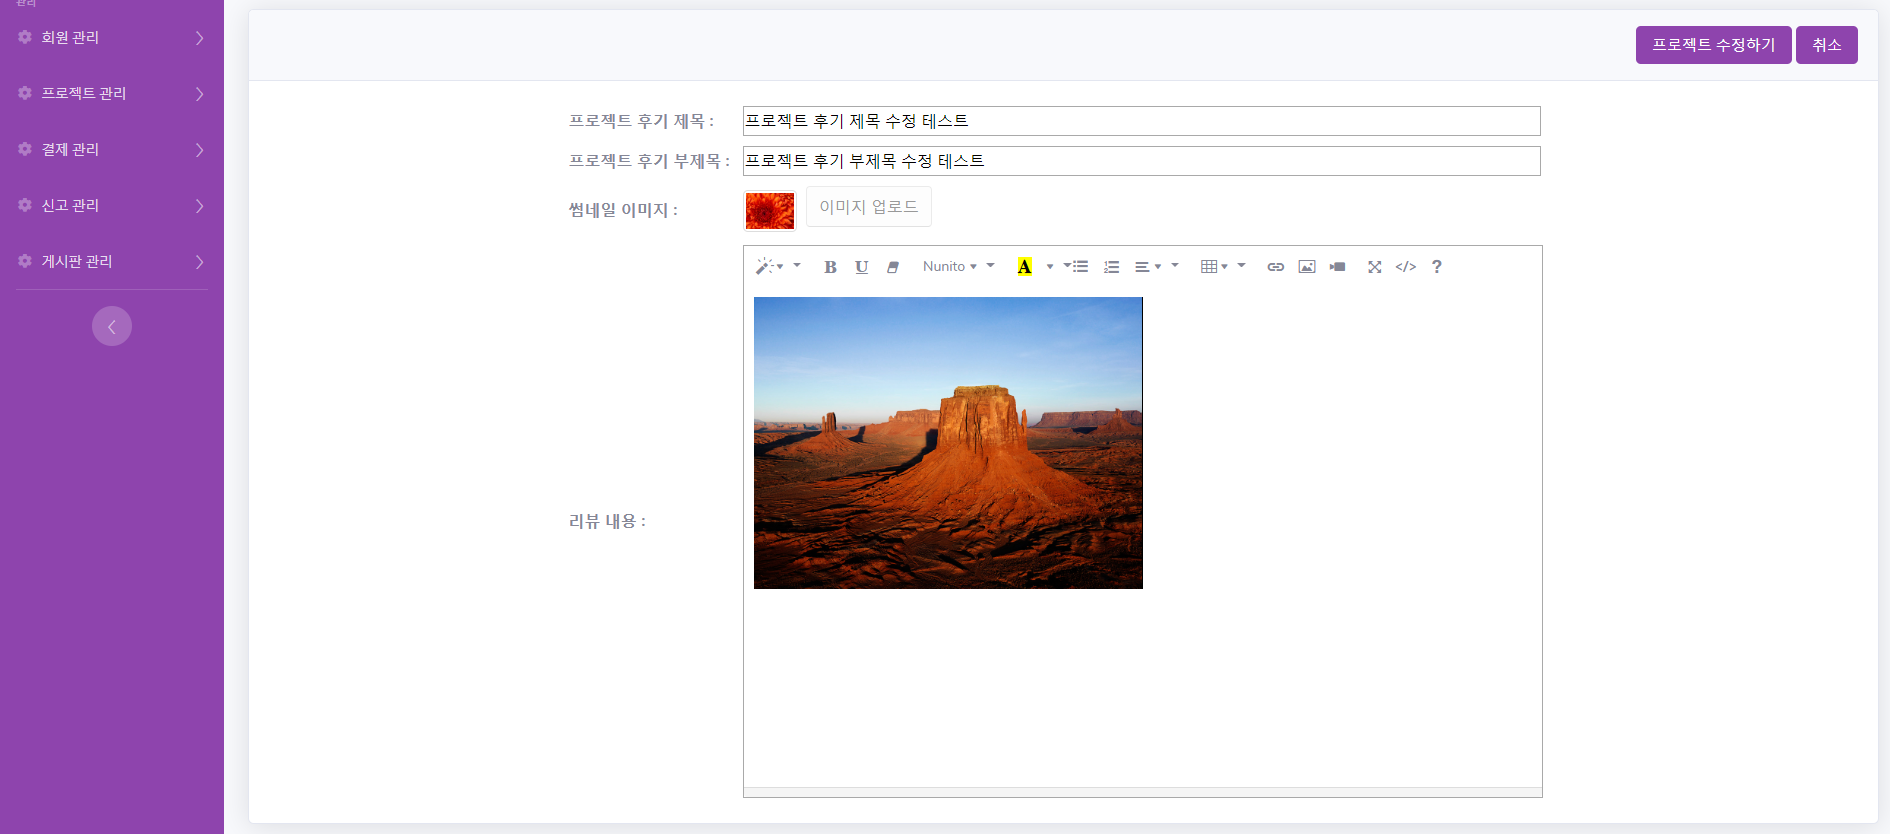 관리
회원 관리
프로젝트 관리
결제 관리
신고 관리
게시판 관리
프로젝트 수정하기 취소
프로젝트 후기 제목 : 프로젝트 후기 제목 수정 테스트
프로젝트 후기 부제목 : 프로젝트 후기 부제목 수정 테스트
썸네일 이미지 : 이미지 업로드
B U Nunito A </> ?
리뷰 내용 :